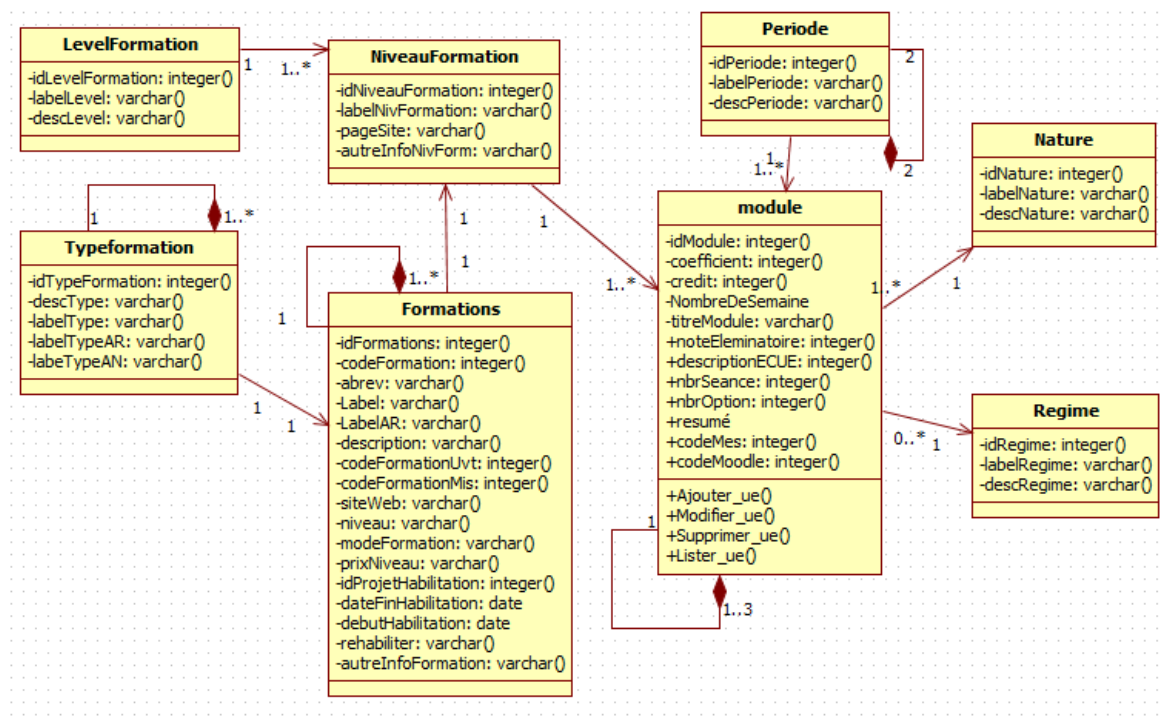 LevelFormation
-idLevelFormation: integer()
-labelLevel: varchar()
-descLevel: varchar()
1
1..*
NiveauFormation
-idNiveauFormation: integer()
-labelNivFormation: varchar()
-pageSite: varchar()
-autreInfoNivForm: varchar()
Periode
-idPeriode: integer()
-labelPeriode: varchar()
-descPeriode: varchar()
2
2
1
1..*
Nature
-idNature: integer()
-labelNature: varchar()
-descNature: varchar()
1
1..*
Typeformation
-idTypeFormation: integer()
-descType: varchar()
-labelType: varchar()
-labelTypeAR: varchar()
-labeTypeAN: varchar()
1
1
1
1
1
1..*
1
1..*
Formations
-idFormations: integer()
-codeFormation: integer()
-abrev: varchar()
-Label: varchar()
-LabelAR: varchar()
-description: varchar()
-codeFormationUvt: integer()
-codeFormationMis: integer()
-siteWeb: varchar()
-niveau: varchar()
-modeFormation: varchar()
-prixNiveau: varchar()
-idProjetHabilitation: integer()
-dateFinHabilitation: date
-debutHabilitation: date
-rehabiliter: varchar()
-autreInfoFormation: varchar()
module
-idModule: integer()
-coefficient: integer()
-credit: integer()
-NombreDeSemaine
-titreModule: varchar()
+noteEleminatoire: integer()
+descriptionECUE: integer()
+nbrSeance: integer()
+nbrOption: integer()
+resumé
+codeMes: integer()
+codeMoodle: integer()
+Ajouter_ue()
+Modifier_ue()
+Supprimer_ue()
+Lister_ue()
1..*
1
0..*
1
1
1..3
Regime
-idRegime: integer()
-labelRegime: varchar()
-descRegime: varchar()